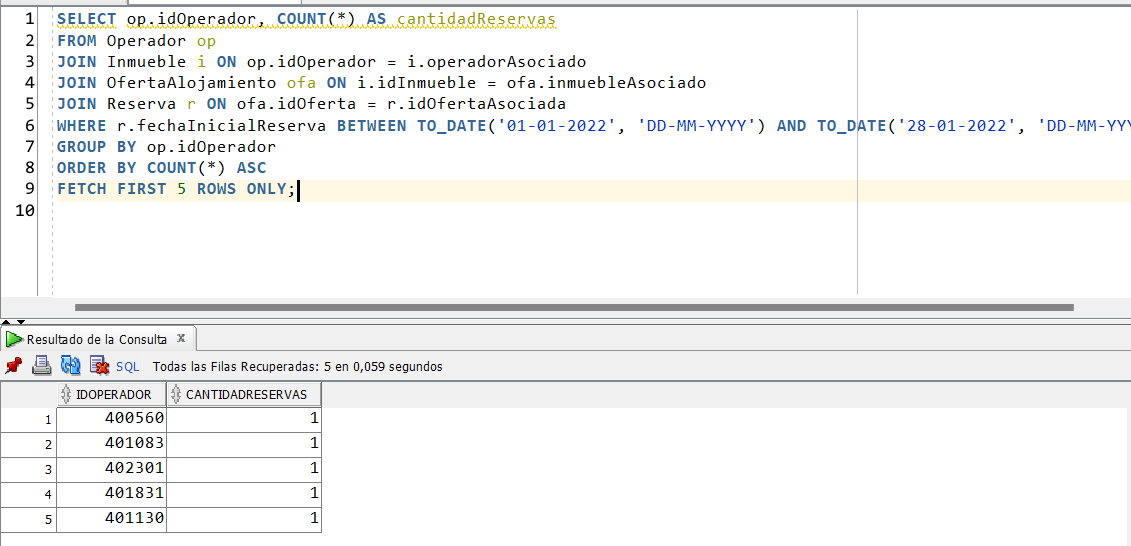 1 SELECT op.idOperador, COUNT(*) AS cantidadReservas
2 FROM Operador op
3 JOIN Inmueble i ON op.idOperador = i.operadorAsociado
4 JOIN OfertaAlojamiento ofa ON i.idInmueble = ofa.inmuebleAsociado
5 JOIN Reserva r ON ofa.idOferta = r.idOfertaAsociada
6 WHERE r.fechaInicialReserva BETWEEN TO_DATE('01-01-2022', 'DD-MM-YYYY') AND TO_DATE('28-01-2022', 'DD-MM-YYY
7 GROUP BY op.idOperador
8 ORDER BY COUNT(*) ASC
9 FETCH FIRST 5 ROWS ONLY;
10
Resultado de la Consulta x
SQL Todas las Filas Recuperadas: 5 en 0,059 segundos
IDOPERADOR CANTIDADRESERVAS
1 400560 1
2 401083 1
3 402301 1
4 401831 1
5 401130 1